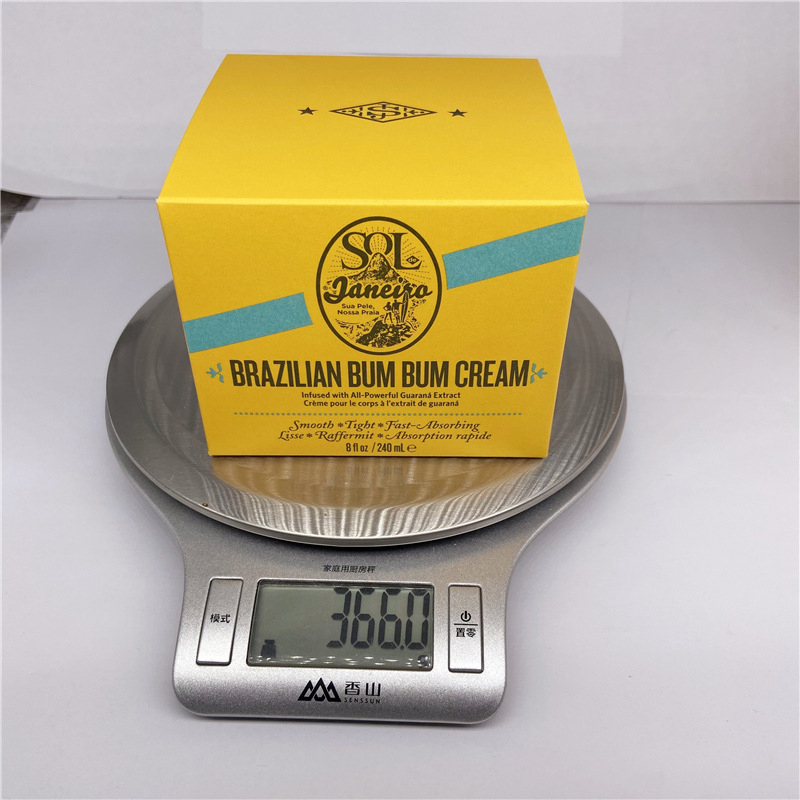 SOL
de
Janeiro
Sua Pele,
Nossa Praia
BRAZILIAN BUM BUM CREAM
Infused with All-Powerful Guaraná Extract
Crème pour le corps à l'extrait de guaraná
Smooth * Tight * Fast-Absorbing
Lisse * Raffermit * Absorption rapide
8 fl oz / 240 mL ℮
家庭用厨房秤
模式
366.0
置零
香山
SENSSUN